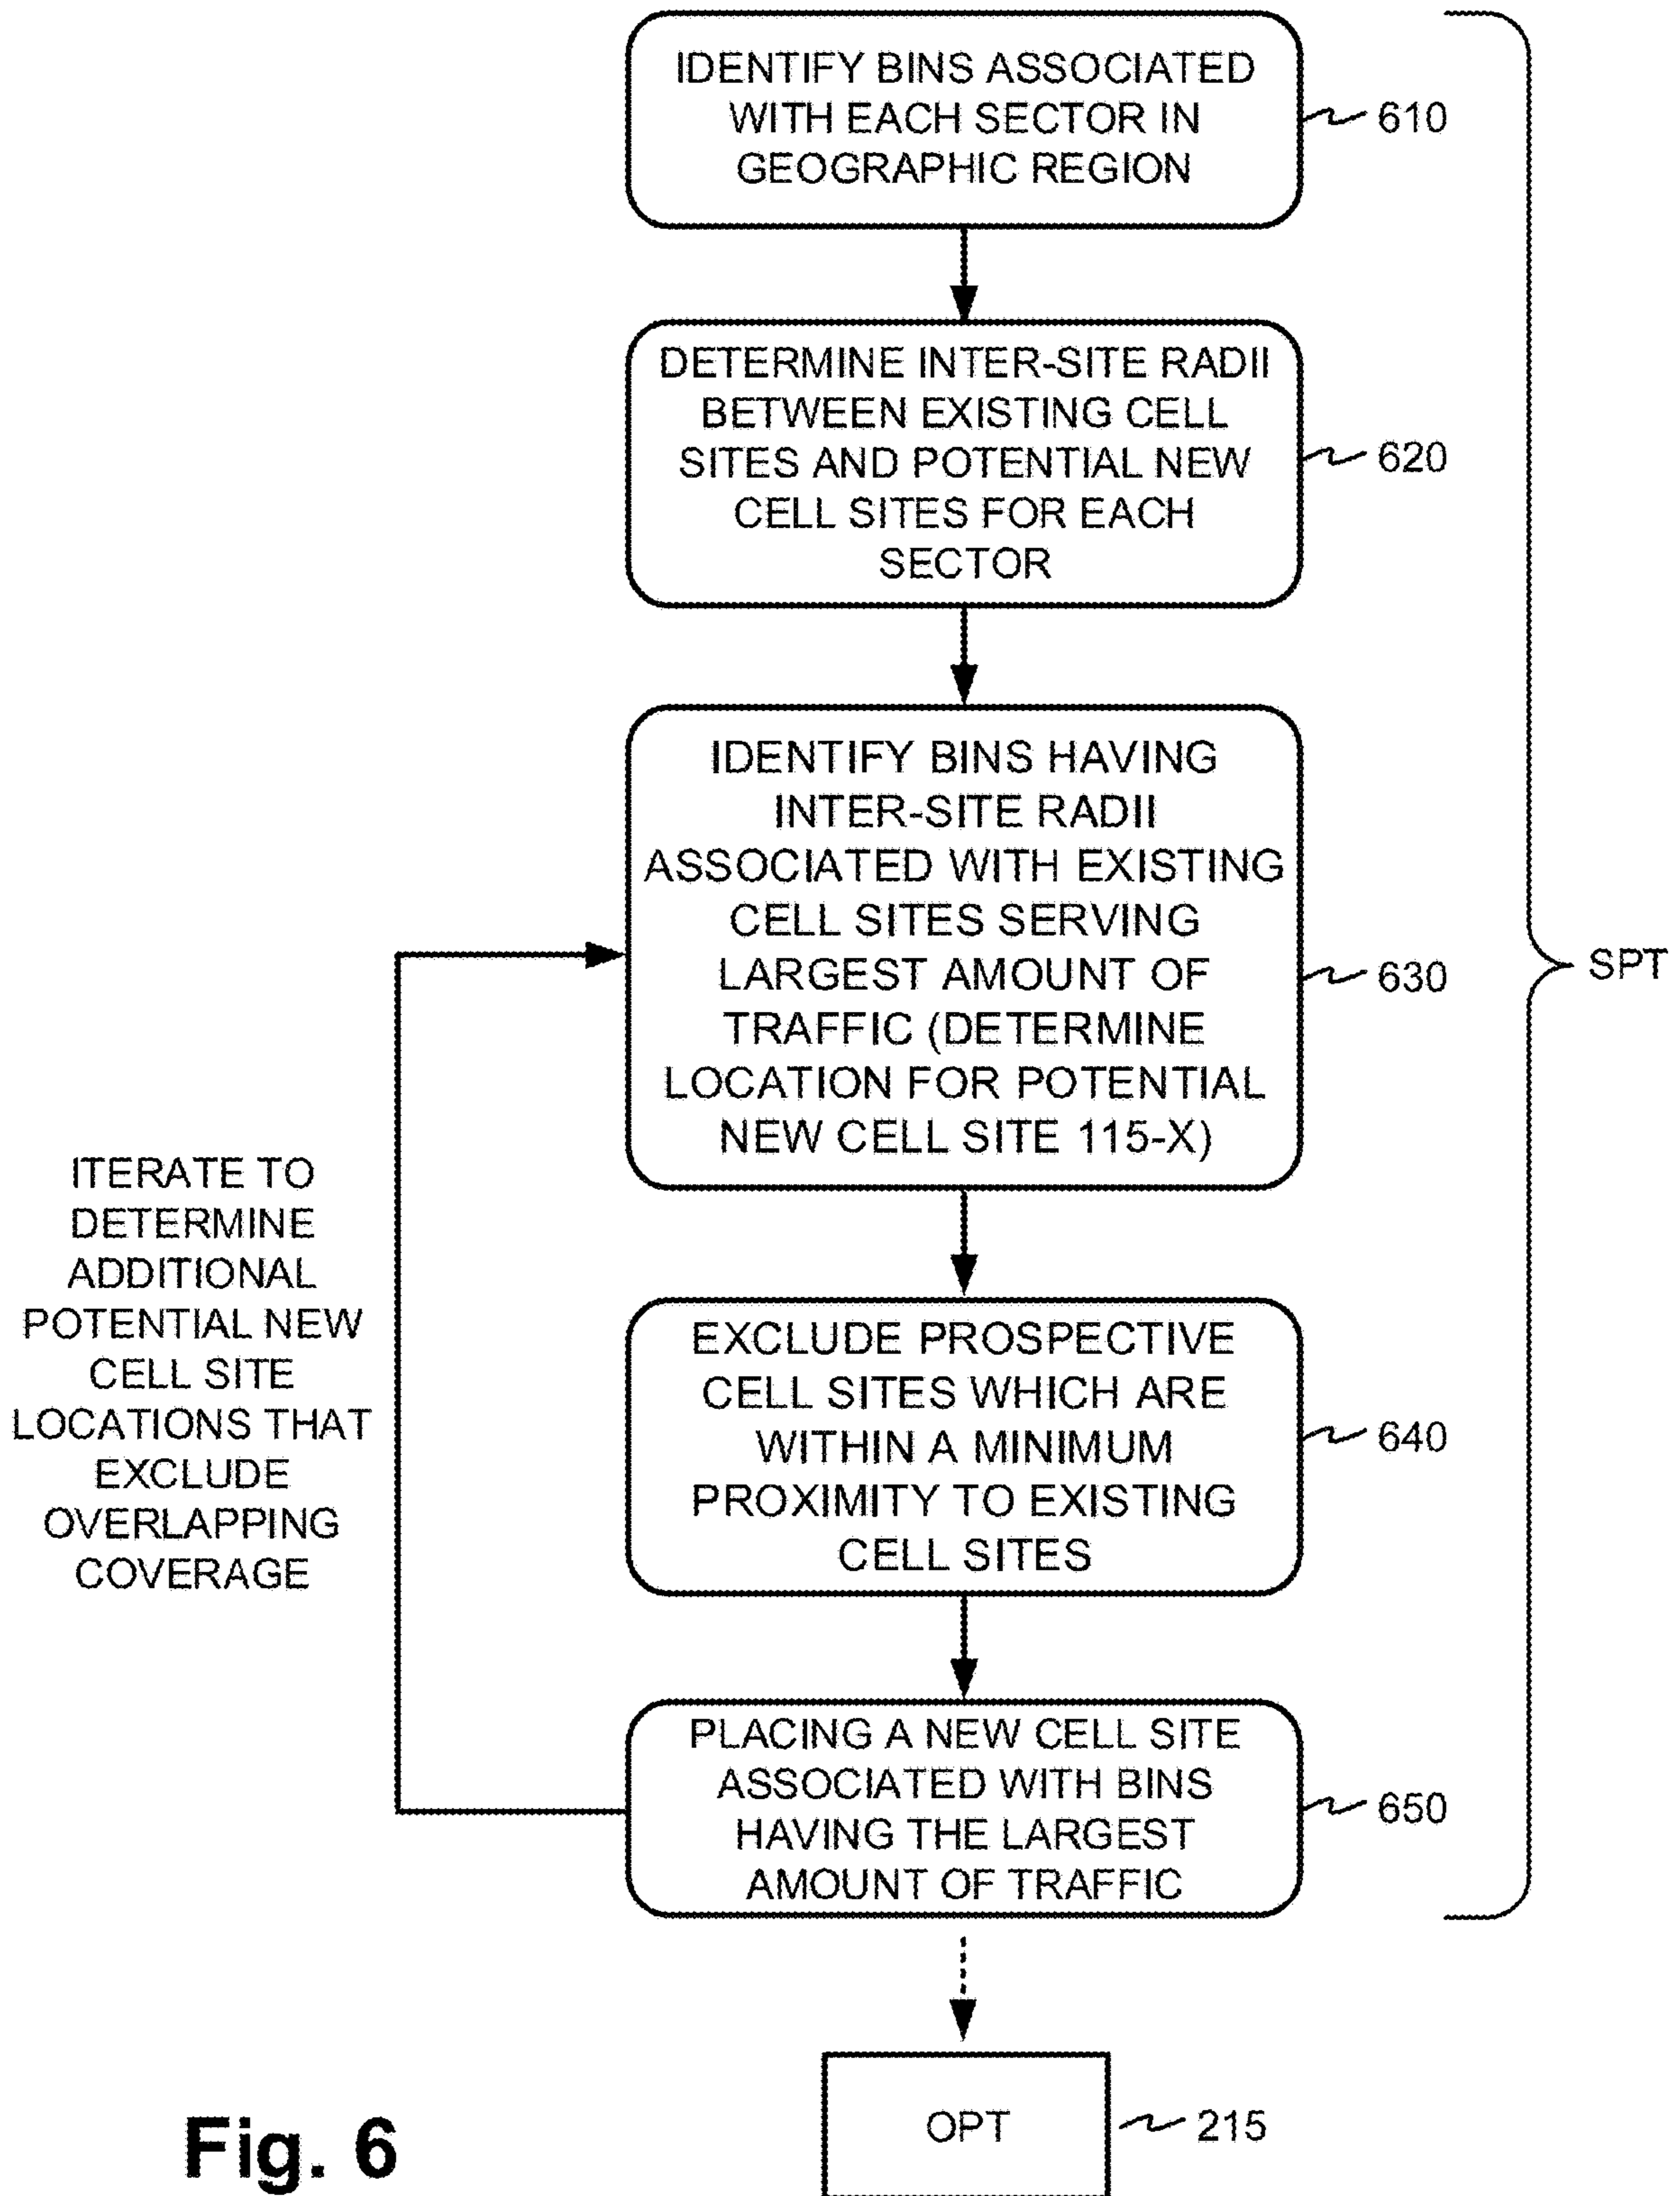 IDENTIFY BINS ASSOCIATED
WITH EACH SECTOR IN
GEOGRAPHIC REGION
610
DETERMINE INTER-SITE RADII
BETWEEN EXISTING CELL
SITES AND POTENTIAL NEW
CELL SITES FOR EACH
SECTOR
620
IDENTIFY BINS HAVING
INTER-SITE RADII
ASSOCIATED WITH EXISTING
CELL SITES SERVING
LARGEST AMOUNT OF
TRAFFIC (DETERMINE
LOCATION FOR POTENTIAL
NEW CELL SITE 115-X)
630
SPT
ITERATE TO
DETERMINE
ADDITIONAL
POTENTIAL NEW
CELL SITE
LOCATIONS THAT
EXCLUDE
OVERLAPPING
COVERAGE
EXCLUDE PROSPECTIVE
CELL SITES WHICH ARE
WITHIN A MINIMUM
PROXIMITY TO EXISTING
CELL SITES
640
PLACING A NEW CELL SITE
ASSOCIATED WITH BINS
HAVING THE LARGEST
AMOUNT OF TRAFFIC
650
OPT
215
Fig. 6